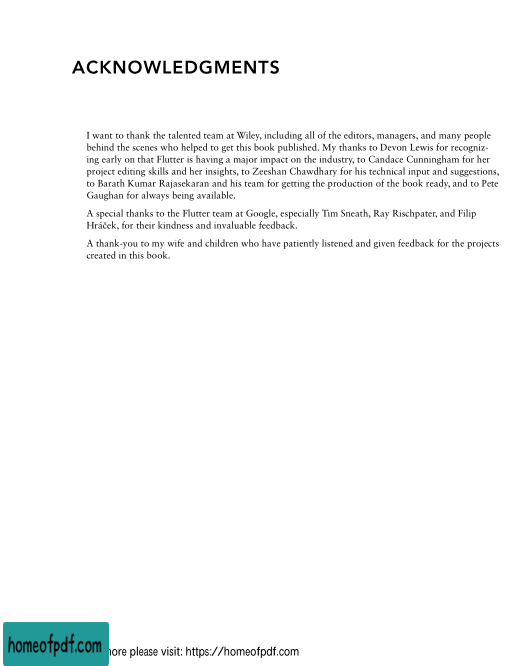 ACKNOWLEDGMENTS
I want to thank the talented team at Wiley, including all of the editors, managers, and many people
behind the scenes who helped to get this book published. My thanks to Devon Lewis for recogniz-
ing early on that Flutter is having a major impact on the industry, to Candace Cunningham for her
project editing skills and her insights, to Zeeshan Chawdhary for his technical input and suggestions,
to Barath Kumar Rajasekaran and his team for getting the production of the book ready, and to Pete
Gaughan for always being available.
A special thanks to the Flutter team at Google, especially Tim Sneath, Ray Rischpater, and Filip
Hráček, for their kindness and invaluable feedback.
A thank-you to my wife and children who have patiently listened and given feedback for the projects
created in this book.
homeofpdf.com ore please visit: https://homeofpdf.com